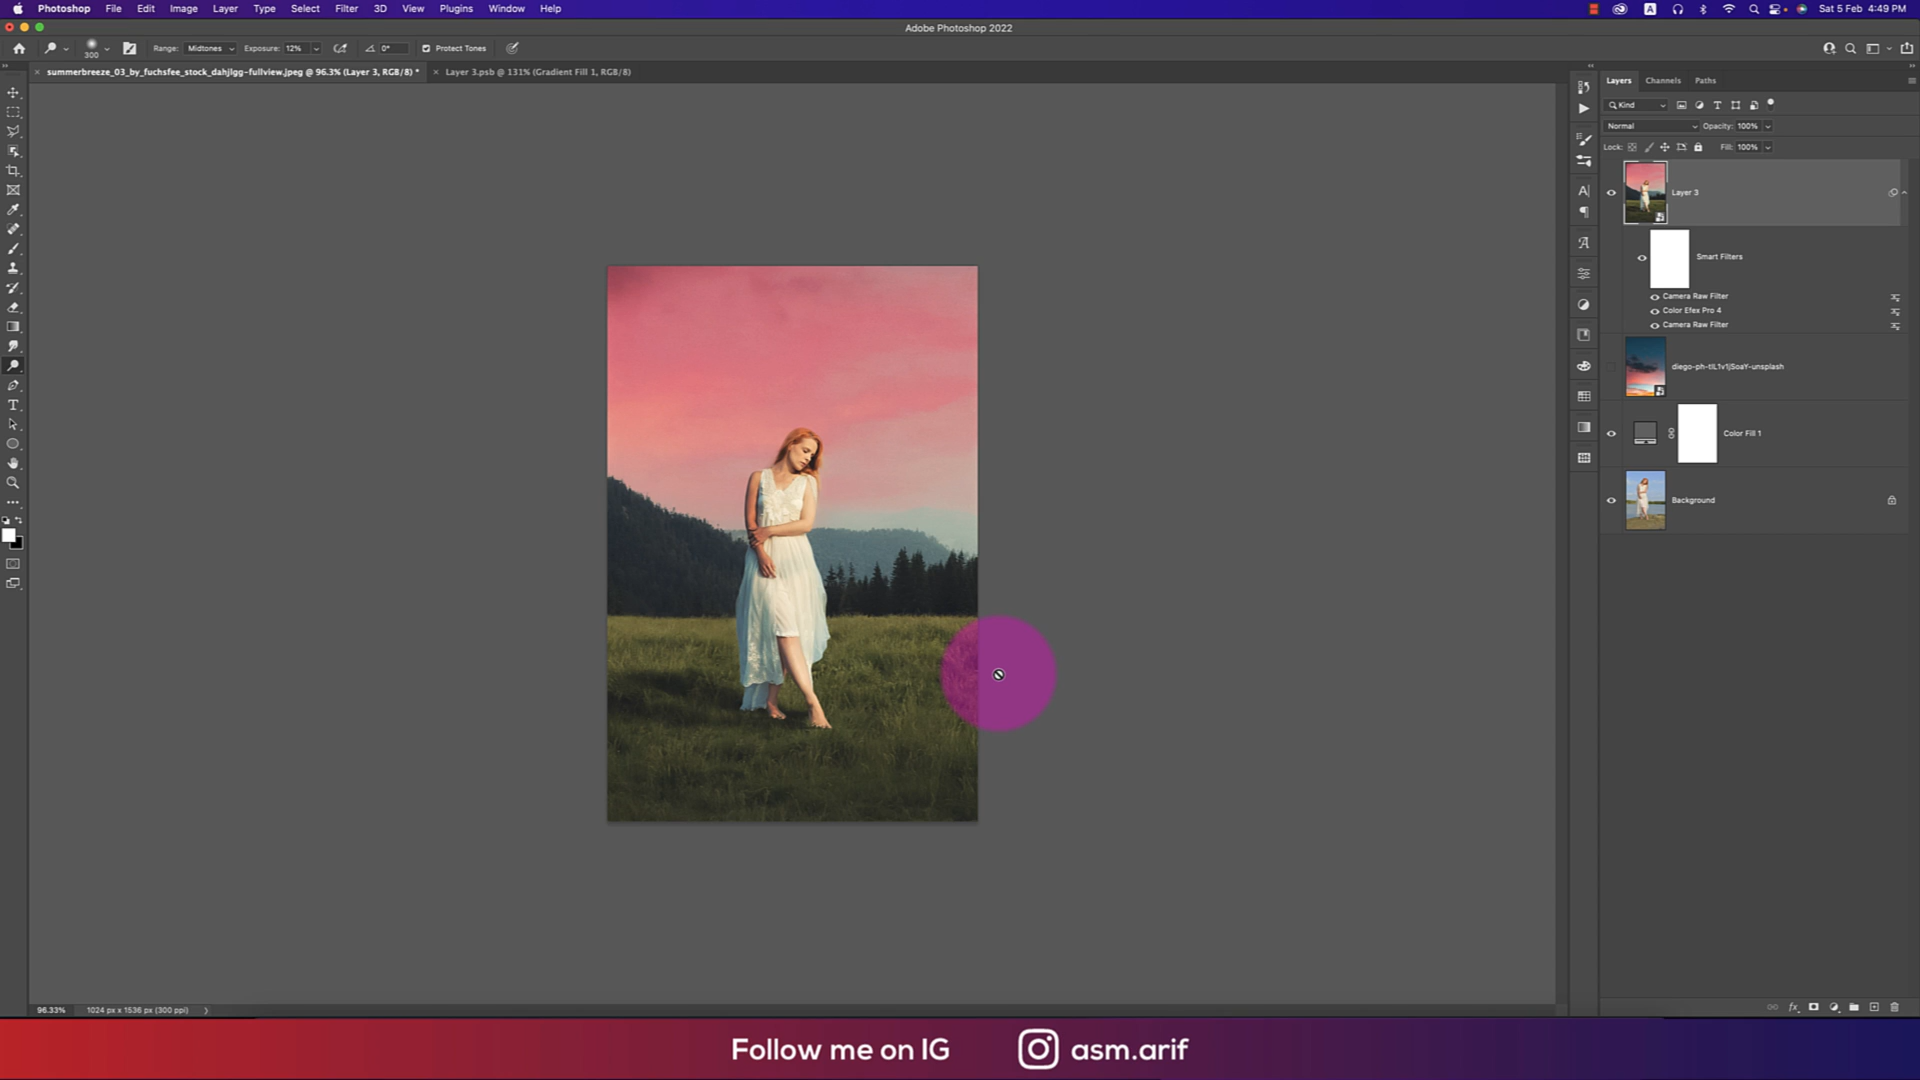 Photoshop File Edit Image Layer Type Select Filter 3D View Plugins Window Help
A Sat 5 Feb 4:49 PM
Adobe Photoshop 2022
300 Range: Midtones Exposure: 12% 0° Protect Tones
summerbreeze_03_by_fuchsfee_stock_dahjlgg-fullview.jpeg @ 96.3% (Layer 3, RGB/8) *
Layer 3.psb @ 131% (Gradient Fill 1, RGB/8)
Layers Channels Paths
Kind
Normal Opacity: 100%
Lock: Fill: 100%
Layer 3
Smart Filters
Camera Raw Filter
Color Efex Pro 4
Camera Raw Filter
Color Fill 1
Background
96.33% 1024 px x 1536 px (300 ppi)
Follow me on IG asm.arif